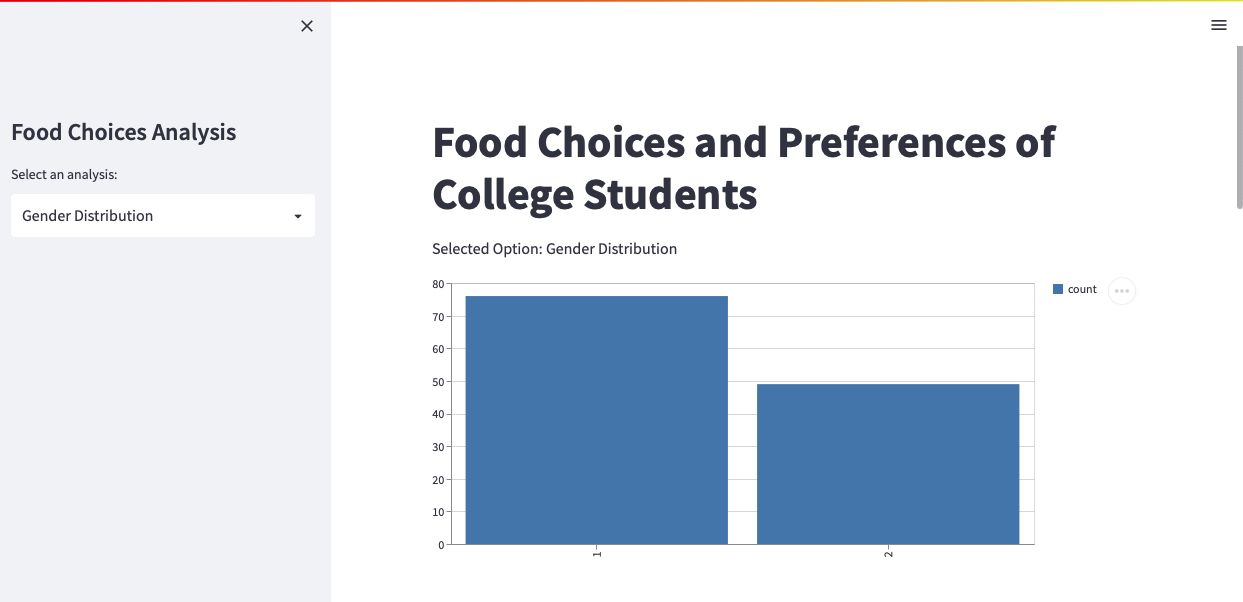 Food Choices Analysis
Select an analysis:
Gender Distribution
Food Choices and Preferences of
College Students
Selected Option: Gender Distribution
80
70
60
50
40
30
20
10
0
1
2
count